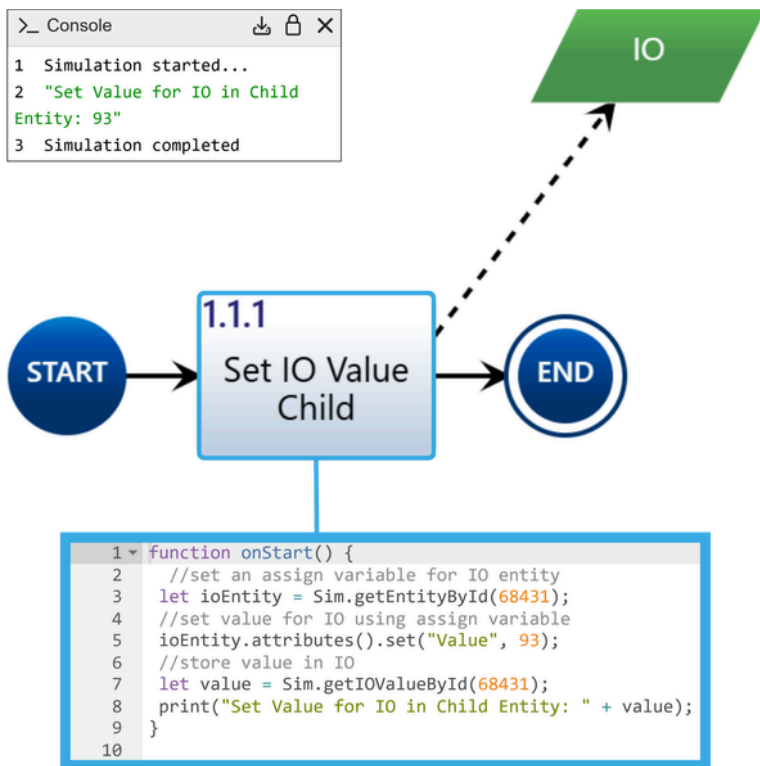 >_ Console
1 Simulation started...
2 "Set Value for IO in Child
Entity: 93"
3 Simulation completed
IO
START
1.1.1
Set IO Value
Child
END
1 function onStart() {
2 //set an assign variable for IO entity
3 let ioEntity = Sim.getEntityById(68431);
4 //set value for IO using assign variable
5 ioEntity.attributes().set("Value", 93);
6 //store value in IO
7 let value = Sim.getIOValueById(68431);
8 print("Set Value for IO in Child Entity: " + value);
9 }
10